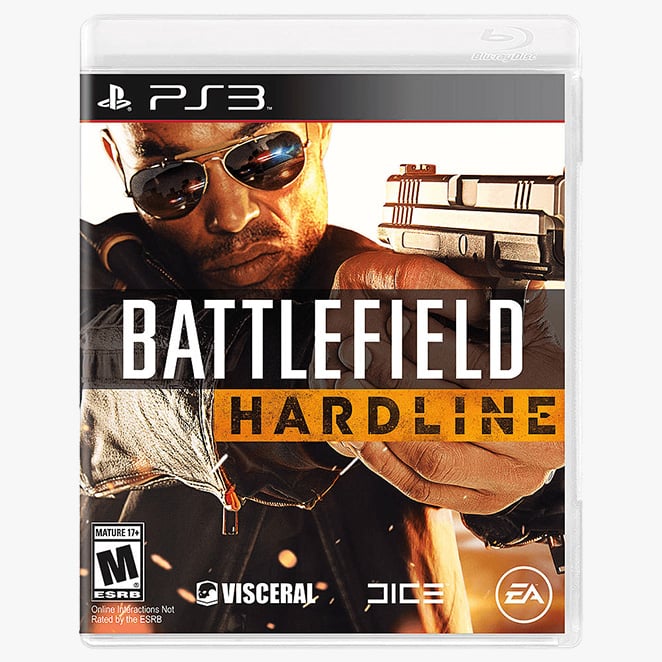 Blu-ray Disc
PS3
BATTLEFIELD
HARDLINE
MATURE 17+
M
ESRB
Online Interactions Not
Rated by the ESRB
VISCERAL
DICE
EA